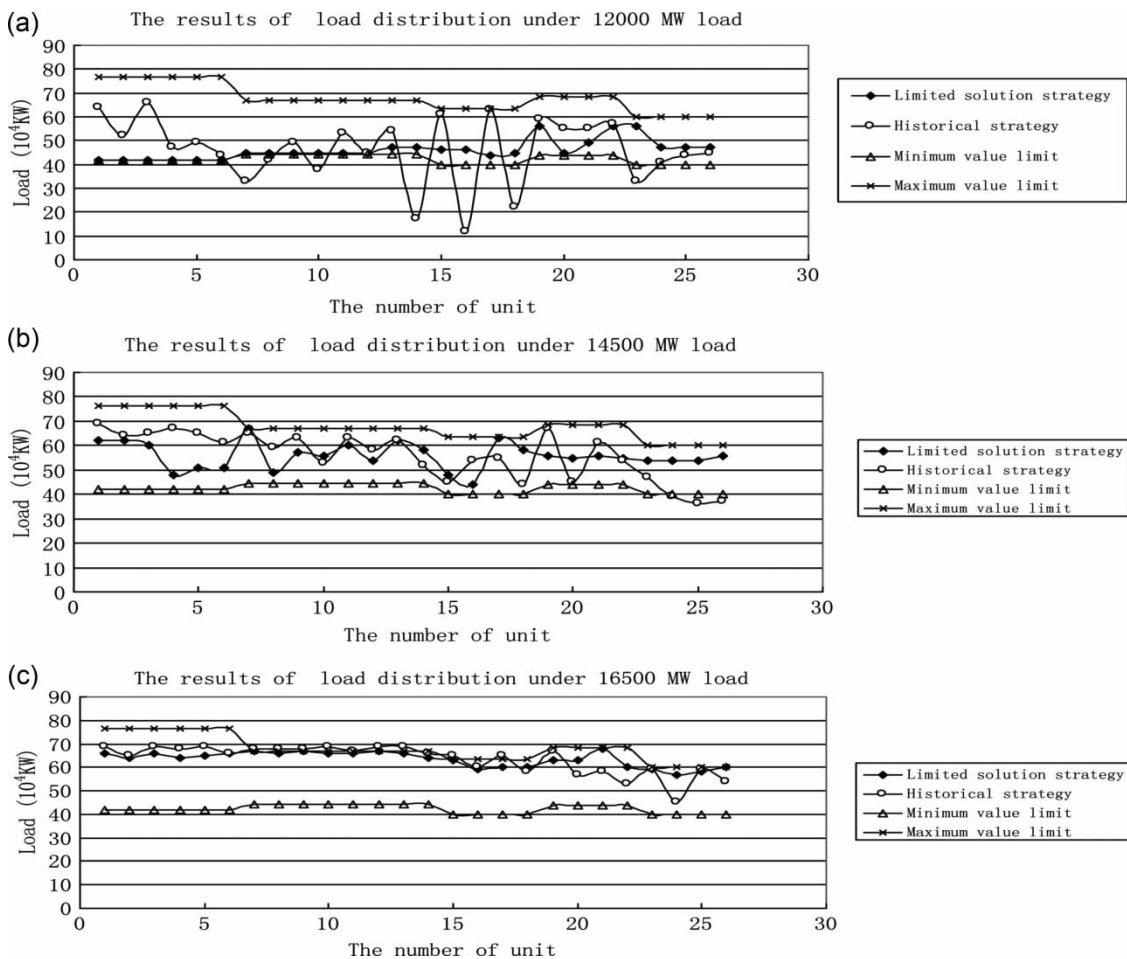 (a)
The results of load distribution under 12000 MW load
90
80
70
60
50
40
30
20
10
0
Load (10⁴KW)
0 5 10 15 20 25 30
The number of unit
Limited solution strategy
Historical strategy
Minimum value limit
Maximum value limit
(b)
The results of load distribution under 14500 MW load
90
80
70
60
50
40
30
20
10
0
Load (10⁴KW)
0 5 10 15 20 25 30
The number of unit
Limited solution strategy
Historical strategy
Minimum value limit
Maximum value limit
(c)
The results of load distribution under 16500 MW load
90
80
70
60
50
40
30
20
10
0
Load (10⁴KW)
0 5 10 15 20 25 30
The number of unit
Limited solution strategy
Historical strategy
Minimum value limit
Maximum value limit